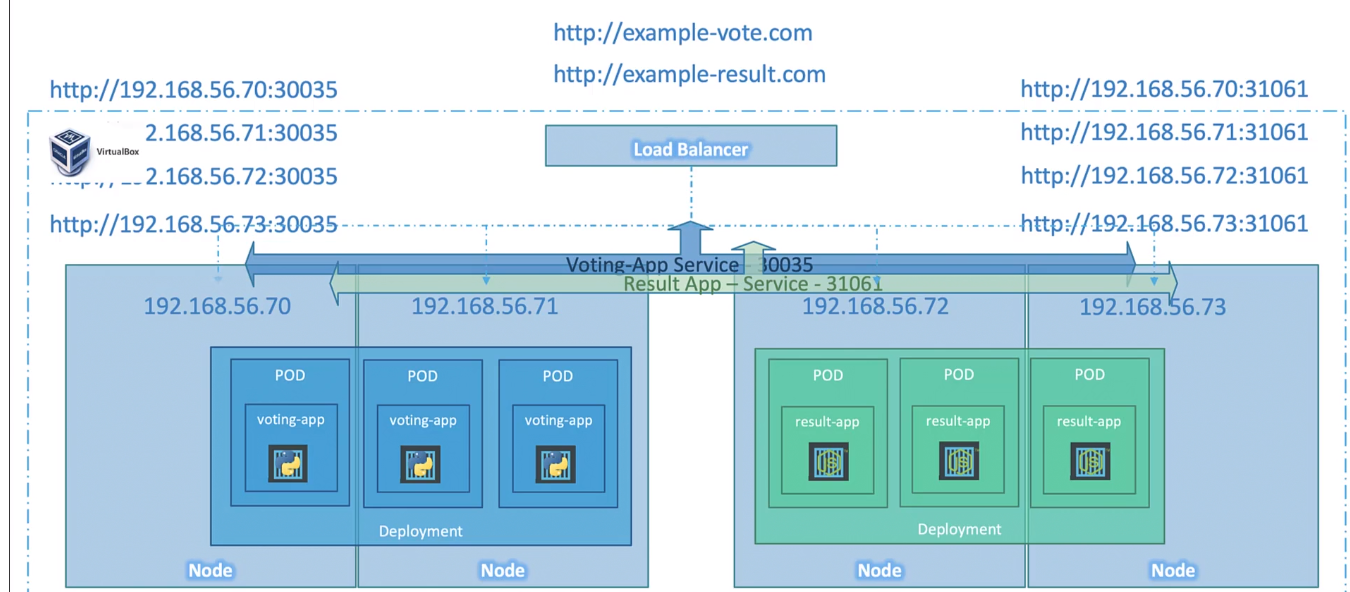 http://example-vote.com
http://example-result.com
http://192.168.56.70:30035
2.168.56.71:30035
2.168.56.72:30035
http://192.168.56.73:30035
VirtualBox
Load Balancer
http://192.168.56.70:31061
http://192.168.56.71:31061
http://192.168.56.72:31061
http://192.168.56.73:31061
Voting-App Service - 30035
Result App – Service - 31061
192.168.56.70
192.168.56.71
192.168.56.72
192.168.56.73
POD
POD
POD
voting-app
voting-app
voting-app
Deployment
POD
POD
POD
result-app
result-app
result-app
JS
JS
JS
Deployment
Node
Node
Node
Node